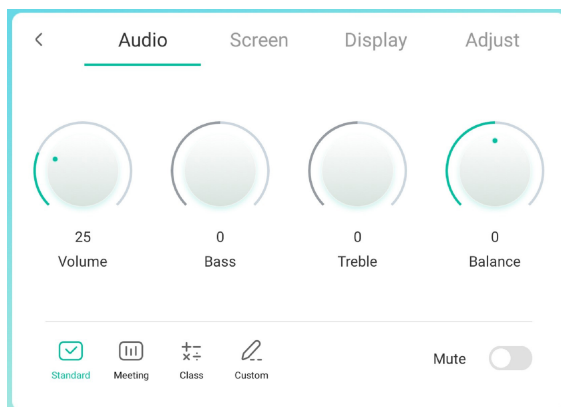 Audio Screen Display Adjust
25 0 0 0
Volume Bass Treble Balance
Standard Meeting Class Custom Mute